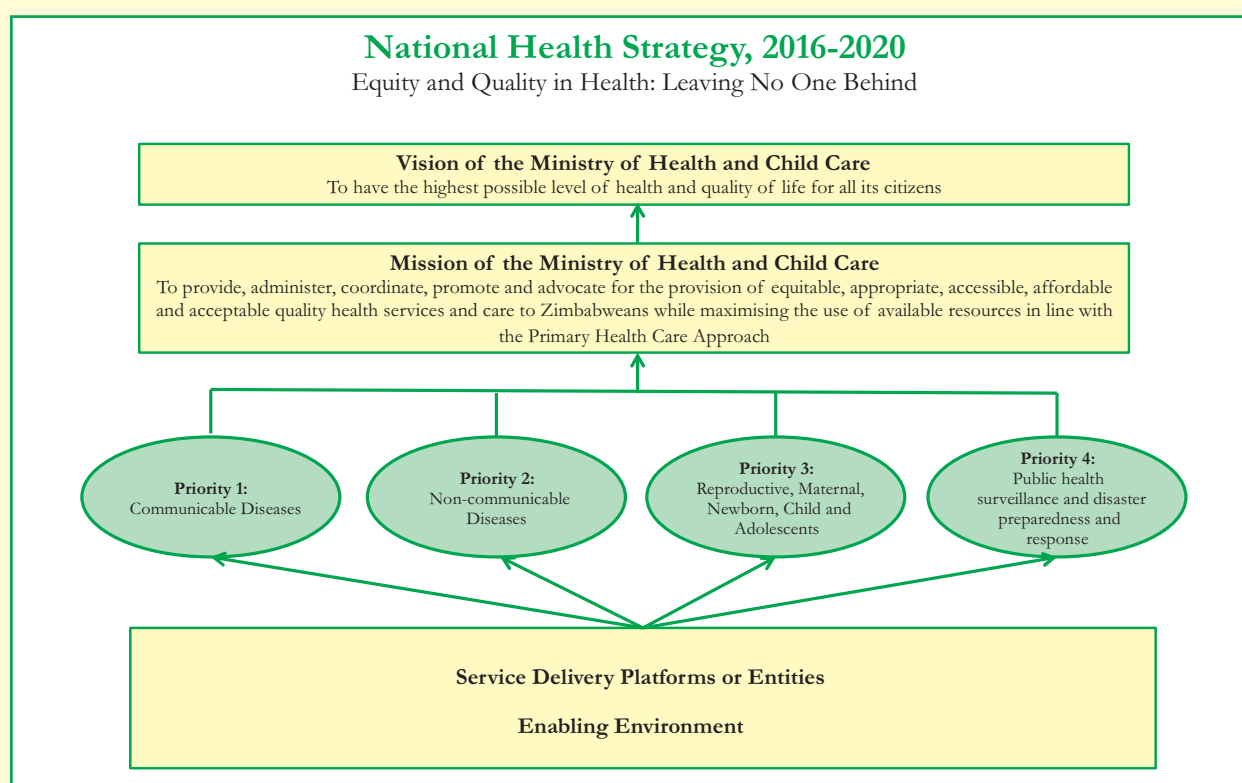 National Health Strategy, 2016-2020
Equity and Quality in Health: Leaving No One Behind
Vision of the Ministry of Health and Child Care
To have the highest possible level of health and quality of life for all its citizens
Mission of the Ministry of Health and Child Care
To provide, administer, coordinate, promote and advocate for the provision of equitable, appropriate, accessible, affordable
and acceptable quality health services and care to Zimbabweans while maximising the use of available resources in line with
the Primary Health Care Approach
Priority 1:
Communicable Diseases
Priority 2:
Non-communicable
Diseases
Priority 3:
Reproductive, Maternal,
Newborn, Child and
Adolescents
Priority 4:
Public health
surveillance and disaster
preparedness and
response
Service Delivery Platforms or Entities
Enabling Environment